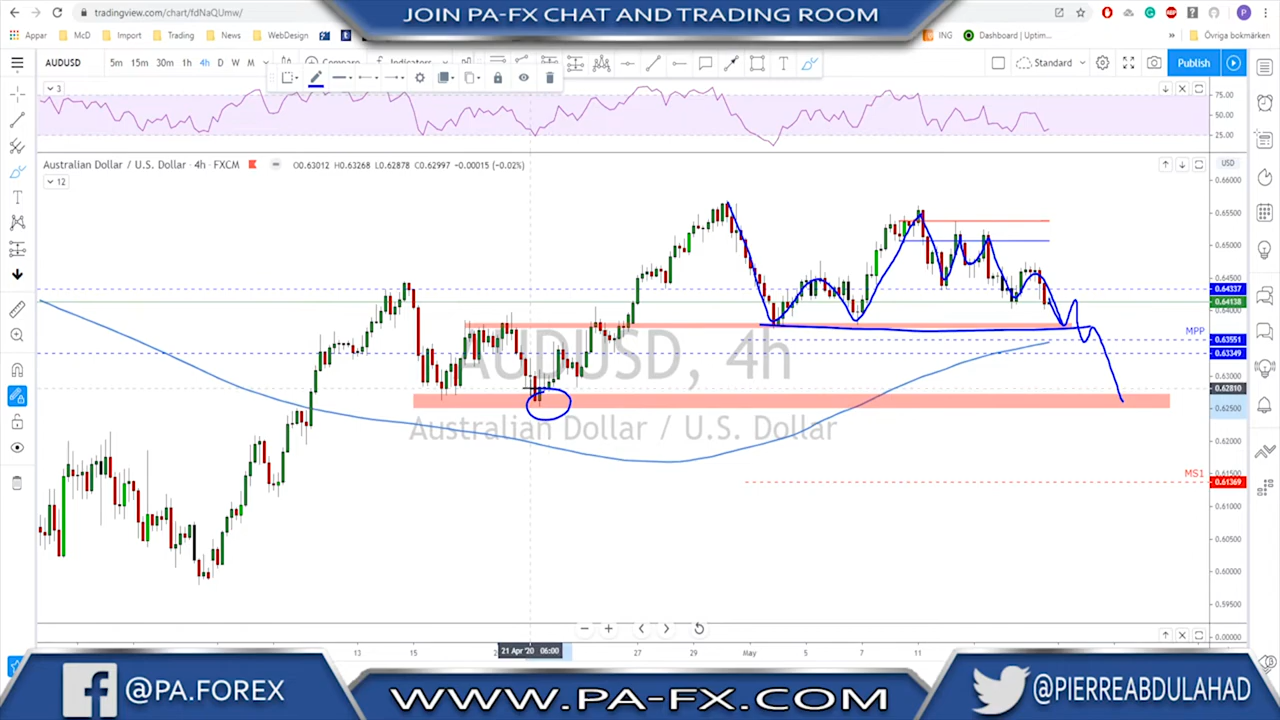 JOIN PA-FX CHAT AND TRADING ROOM
tradingview.com/chart/fdNaQUmw/
Appar McD Import Trading News WebDesign ING Dashboard | Uptim... Övriga bokmärken
AUDUSD 5m 15m 30m 1h 4h D W M Compare Indicators Standard Publish
3
75.00
50.00
25.00
Australian Dollar / U.S. Dollar · 4h · FXCM O0.63012 H0.63268 L0.62878 C0.62997 −0.00015 (−0.02%)
USD
12
0.66000
0.65500
0.65000
0.64500
0.64337
0.64138
0.64000
MPP
0.63551
0.63349
AUDUSD, 4h
0.63000
0.62810
0.62500
Australian Dollar / U.S. Dollar
0.62000
0.61500
MS1
0.61369
0.60500
0.60000
0.59500
0.00000
13 15 21 Apr '20 06:00 27 29 May 5 7 11
@PA.FOREX
WWW.PA-FX.COM
@PIERREABDULAHAD